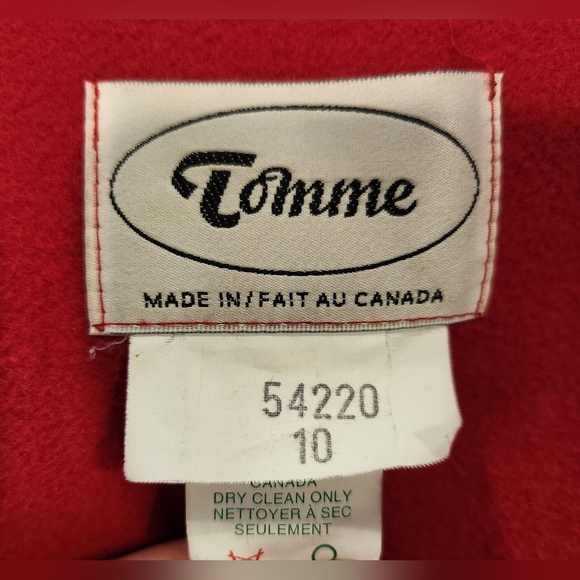 Tomme
MADE IN/FAIT AU CANADA
54220
10
CANADA
DRY CLEAN ONLY
NETTOYER À SEC
SEULEMENT